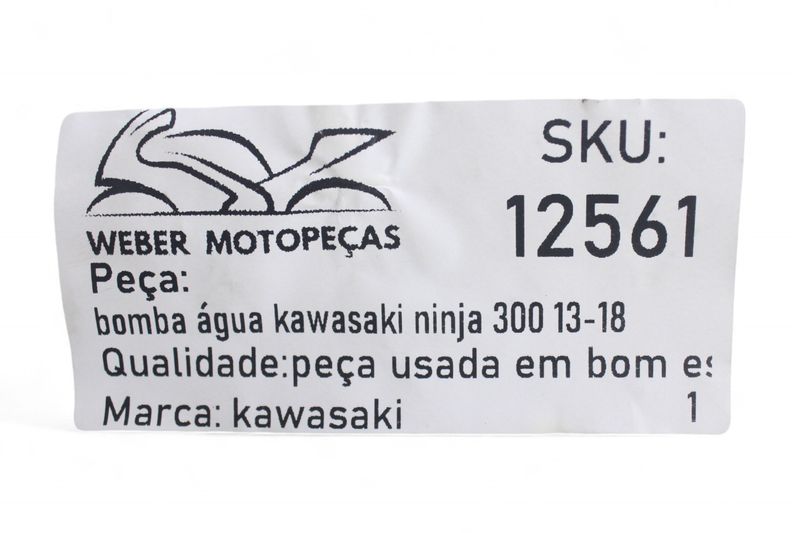 SKU:
12561
WEBER MOTOPEÇAS
Peça:
bomba água kawasaki ninja 300 13-18
Qualidade:peça usada em bom es
Marca: kawasaki
1